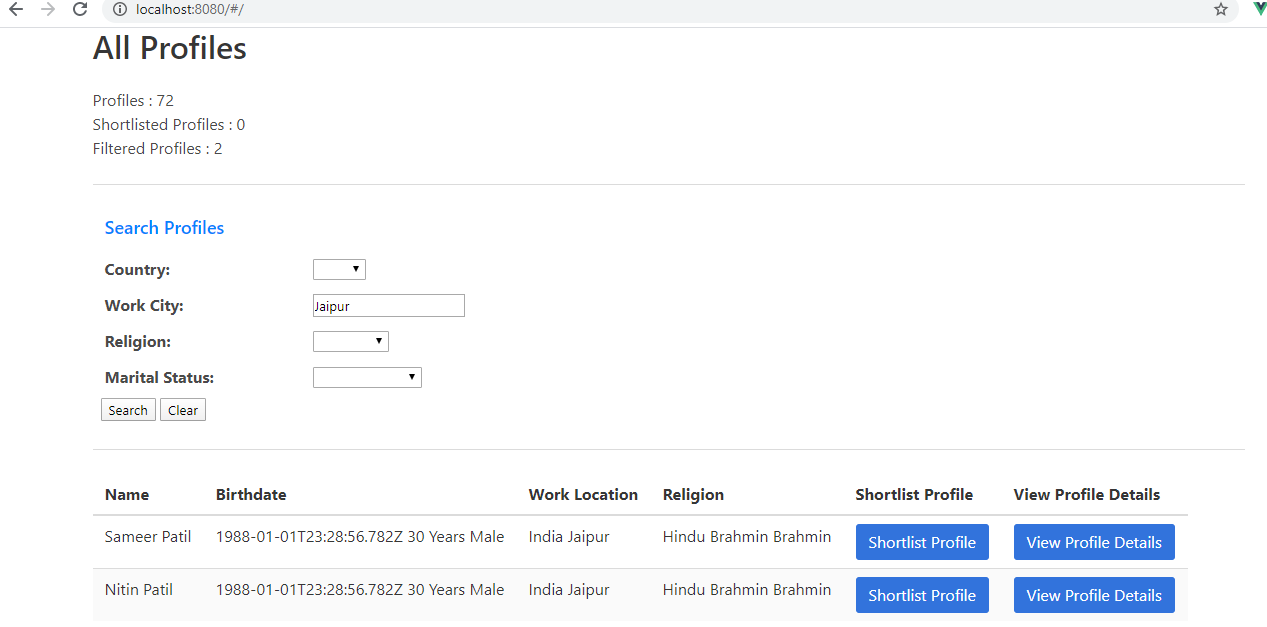 localhost:8080/#/
All Profiles
Profiles : 72
Shortlisted Profiles : 0
Filtered Profiles : 2
Search Profiles
Country:
Work City: Jaipur
Religion:
Marital Status:
Search Clear
Name Birthdate Work Location Religion Shortlist Profile View Profile Details
Sameer Patil 1988-01-01T23:28:56.782Z 30 Years Male India Jaipur Hindu Brahmin Brahmin Shortlist Profile View Profile Details
Nitin Patil 1988-01-01T23:28:56.782Z 30 Years Male India Jaipur Hindu Brahmin Brahmin Shortlist Profile View Profile Details